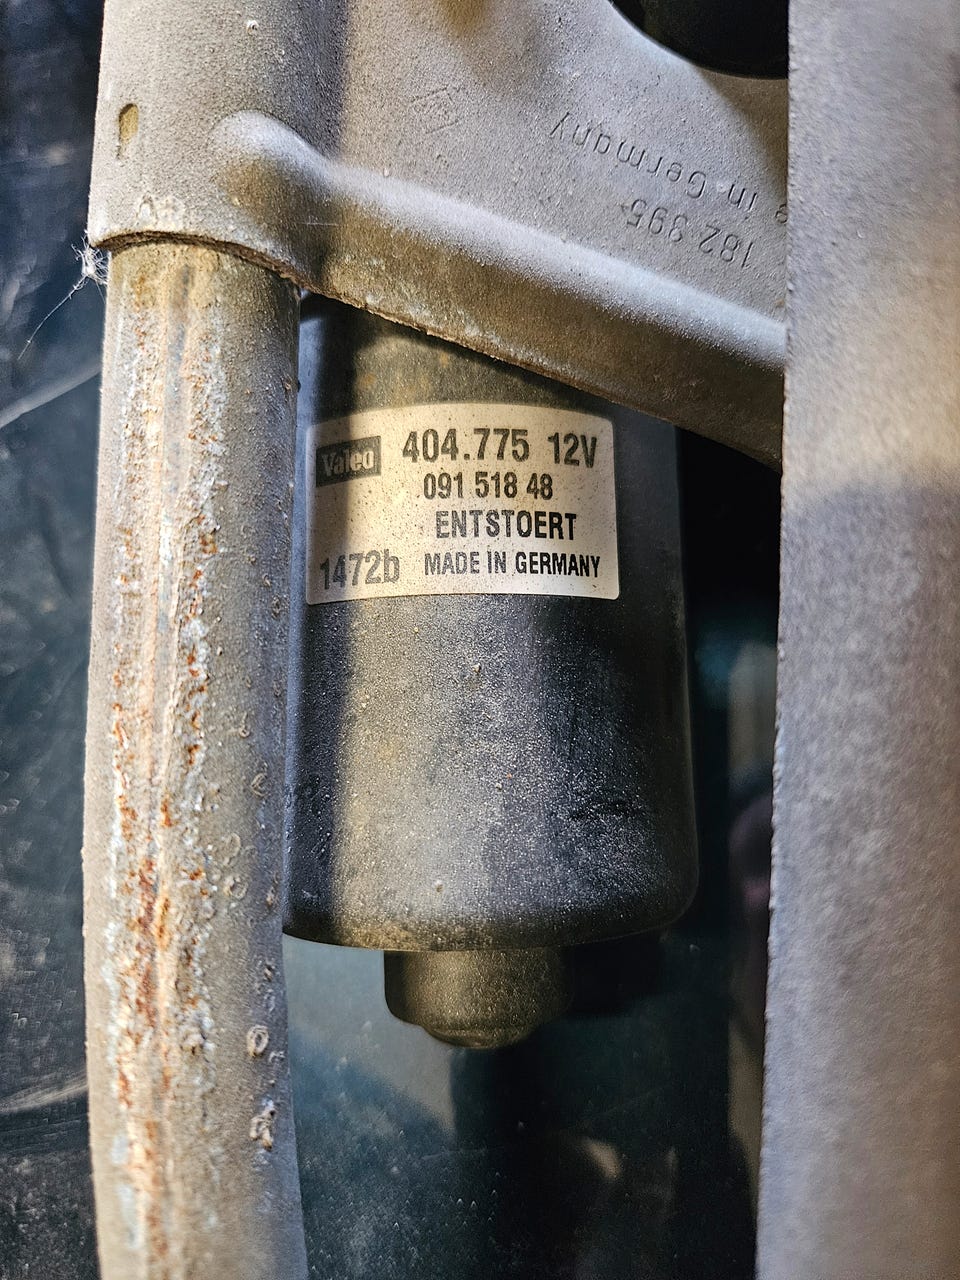 in Germany
182 395
Valeo 404.775 12V
091 518 48
ENTSTOERT
1472b MADE IN GERMANY